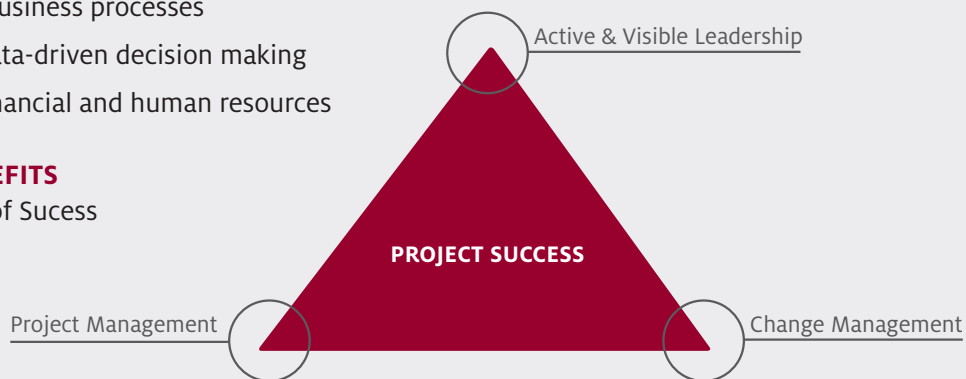 usiness processes
ta-driven decision making
nancial and human resources
EFITS
of Sucess
Active & Visible Leadership
PROJECT SUCCESS
Project Management
Change Management